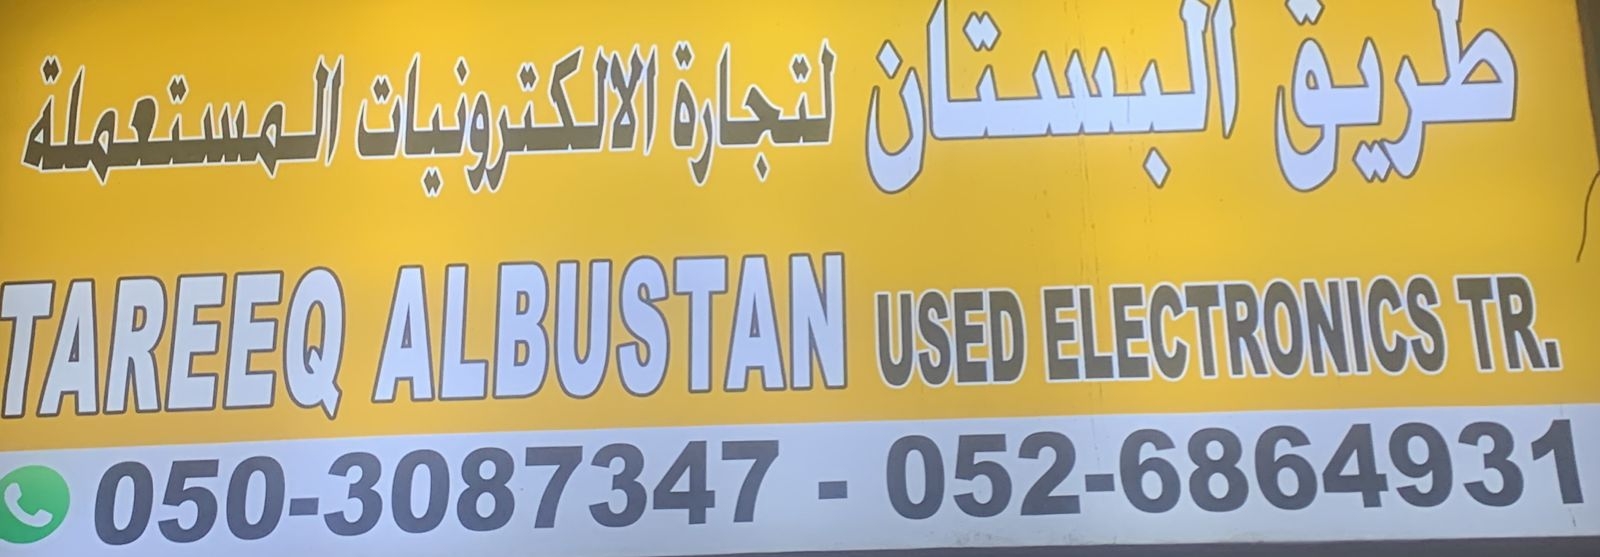 طريق البستان لتجارة الالكترونيات المستعملة
TAREEQ ALBUSTAN USED ELECTRONICS TR.
050-3087347 - 052-6864931